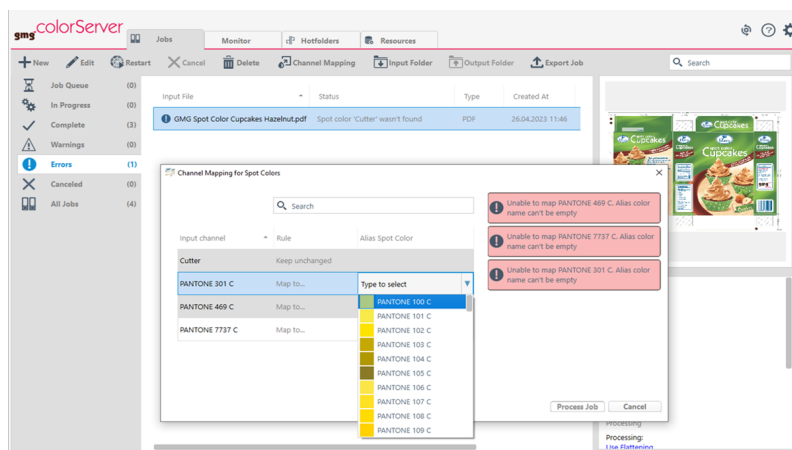 gmg colorServer
Jobs
Monitor
Hotfolders
Resources
New
Edit
Restart
Cancel
Delete
Channel Mapping
Input Folder
Output Folder
Export Job
Search
Job Queue (0)
In Progress (0)
Complete (3)
Warnings (0)
Errors (1)
Canceled (0)
All Jobs (4)
Input File Status Type Created At
GMG Spot Color Cupcakes Hazelnut.pdf Spot color 'Cutter' wasn't found PDF 26.04.2023 11:46
Cupcakes
Cupcakes
Channel Mapping for Spot Colors
Search
Input channel Rule Alias Spot Color
Cutter Keep unchanged
PANTONE 301 C Map to... Type to select
PANTONE 469 C Map to...
PANTONE 7737 C Map to...
PANTONE 100 C
PANTONE 101 C
PANTONE 102 C
PANTONE 103 C
PANTONE 104 C
PANTONE 105 C
PANTONE 106 C
PANTONE 107 C
PANTONE 108 C
PANTONE 109 C
Unable to map PANTONE 469 C. Alias color
name can't be empty
Unable to map PANTONE 7737 C. Alias color
name can't be empty
Unable to map PANTONE 301 C. Alias color
name can't be empty
Process Job
Cancel
Processing
Processing:
Use Flattening